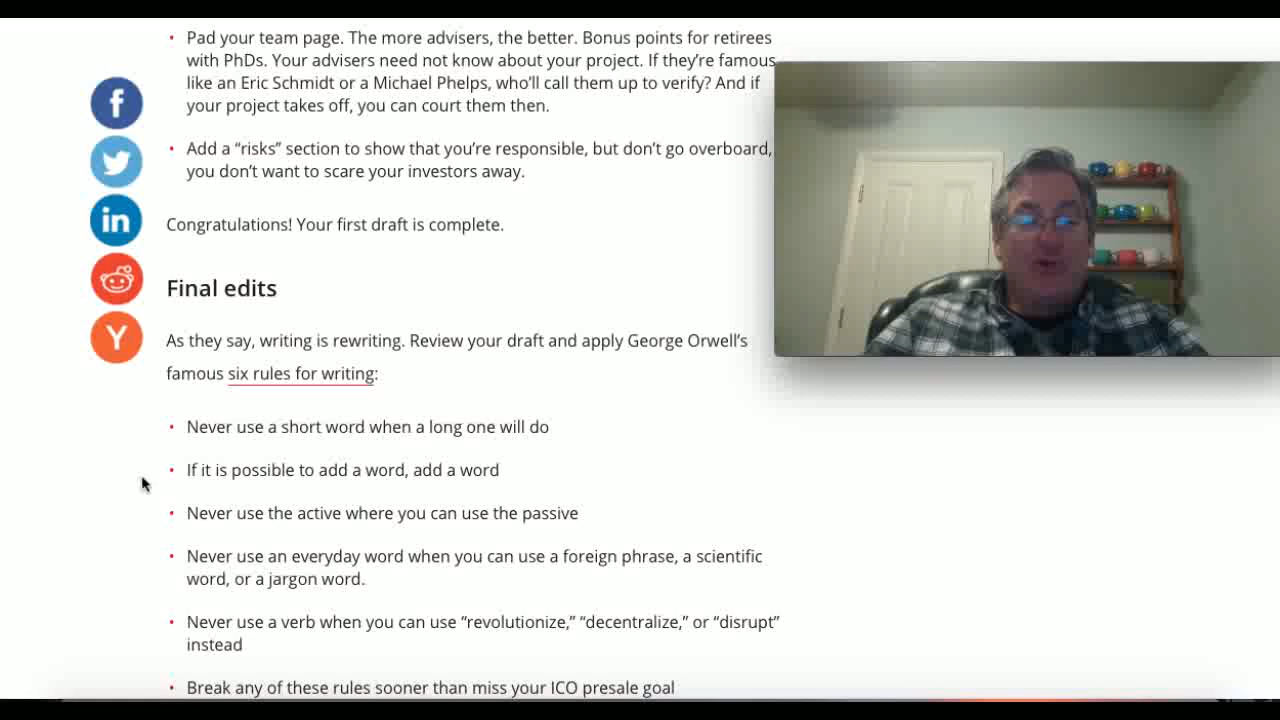 Pad your team page. The more advisers, the better. Bonus points for retirees
with PhDs. Your advisers need not know about your project. If they’re famous
like an Eric Schmidt or a Michael Phelps, who’ll call them up to verify? And if
your project takes off, you can court them then.
Add a “risks” section to show that you’re responsible, but don’t go overboard,
you don’t want to scare your investors away.
Congratulations! Your first draft is complete.
Final edits
As they say, writing is rewriting. Review your draft and apply George Orwell’s
famous six rules for writing:
Never use a short word when a long one will do
If it is possible to add a word, add a word
Never use the active where you can use the passive
Never use an everyday word when you can use a foreign phrase, a scientific
word, or a jargon word.
Never use a verb when you can use “revolutionize,” “decentralize,” or “disrupt”
instead
Break any of these rules sooner than miss your ICO presale goal
f
in
Y